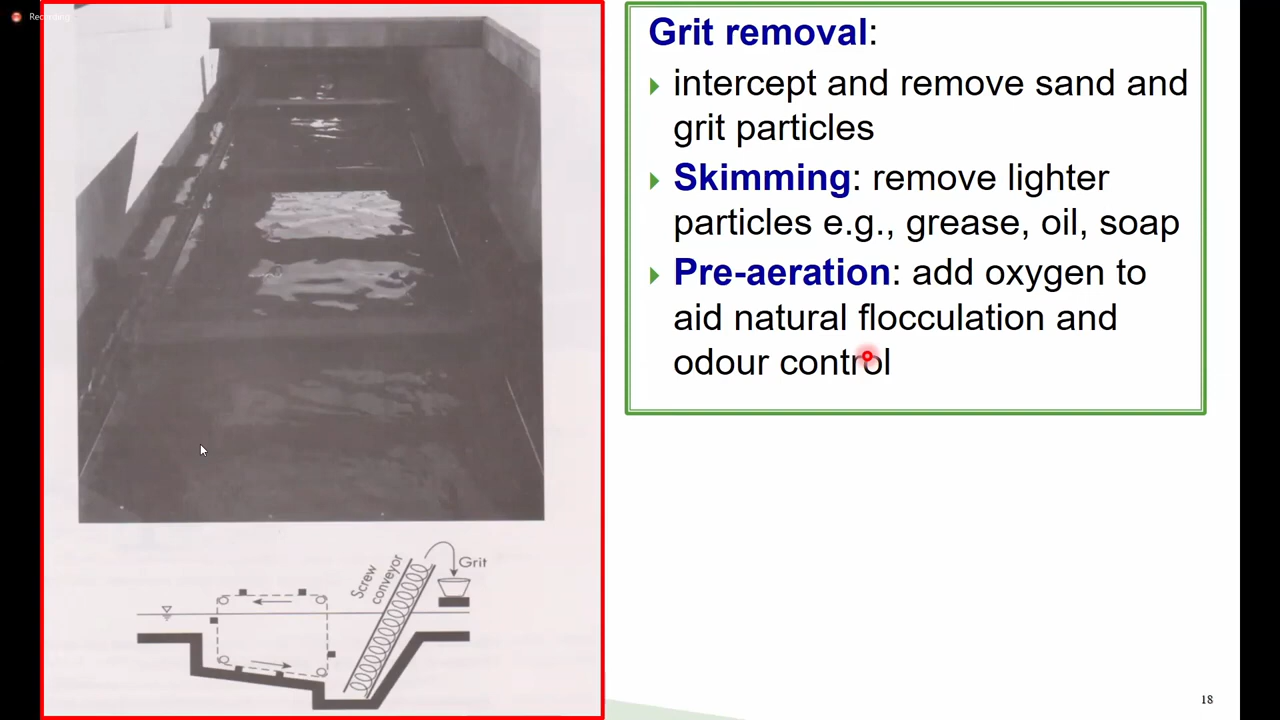 Recording
Grit removal:
intercept and remove sand and
grit particles
Skimming: remove lighter
particles e.g., grease, oil, soap
Pre-aeration: add oxygen to
aid natural flocculation and
odour control
Screw
conveyor
Grit
18